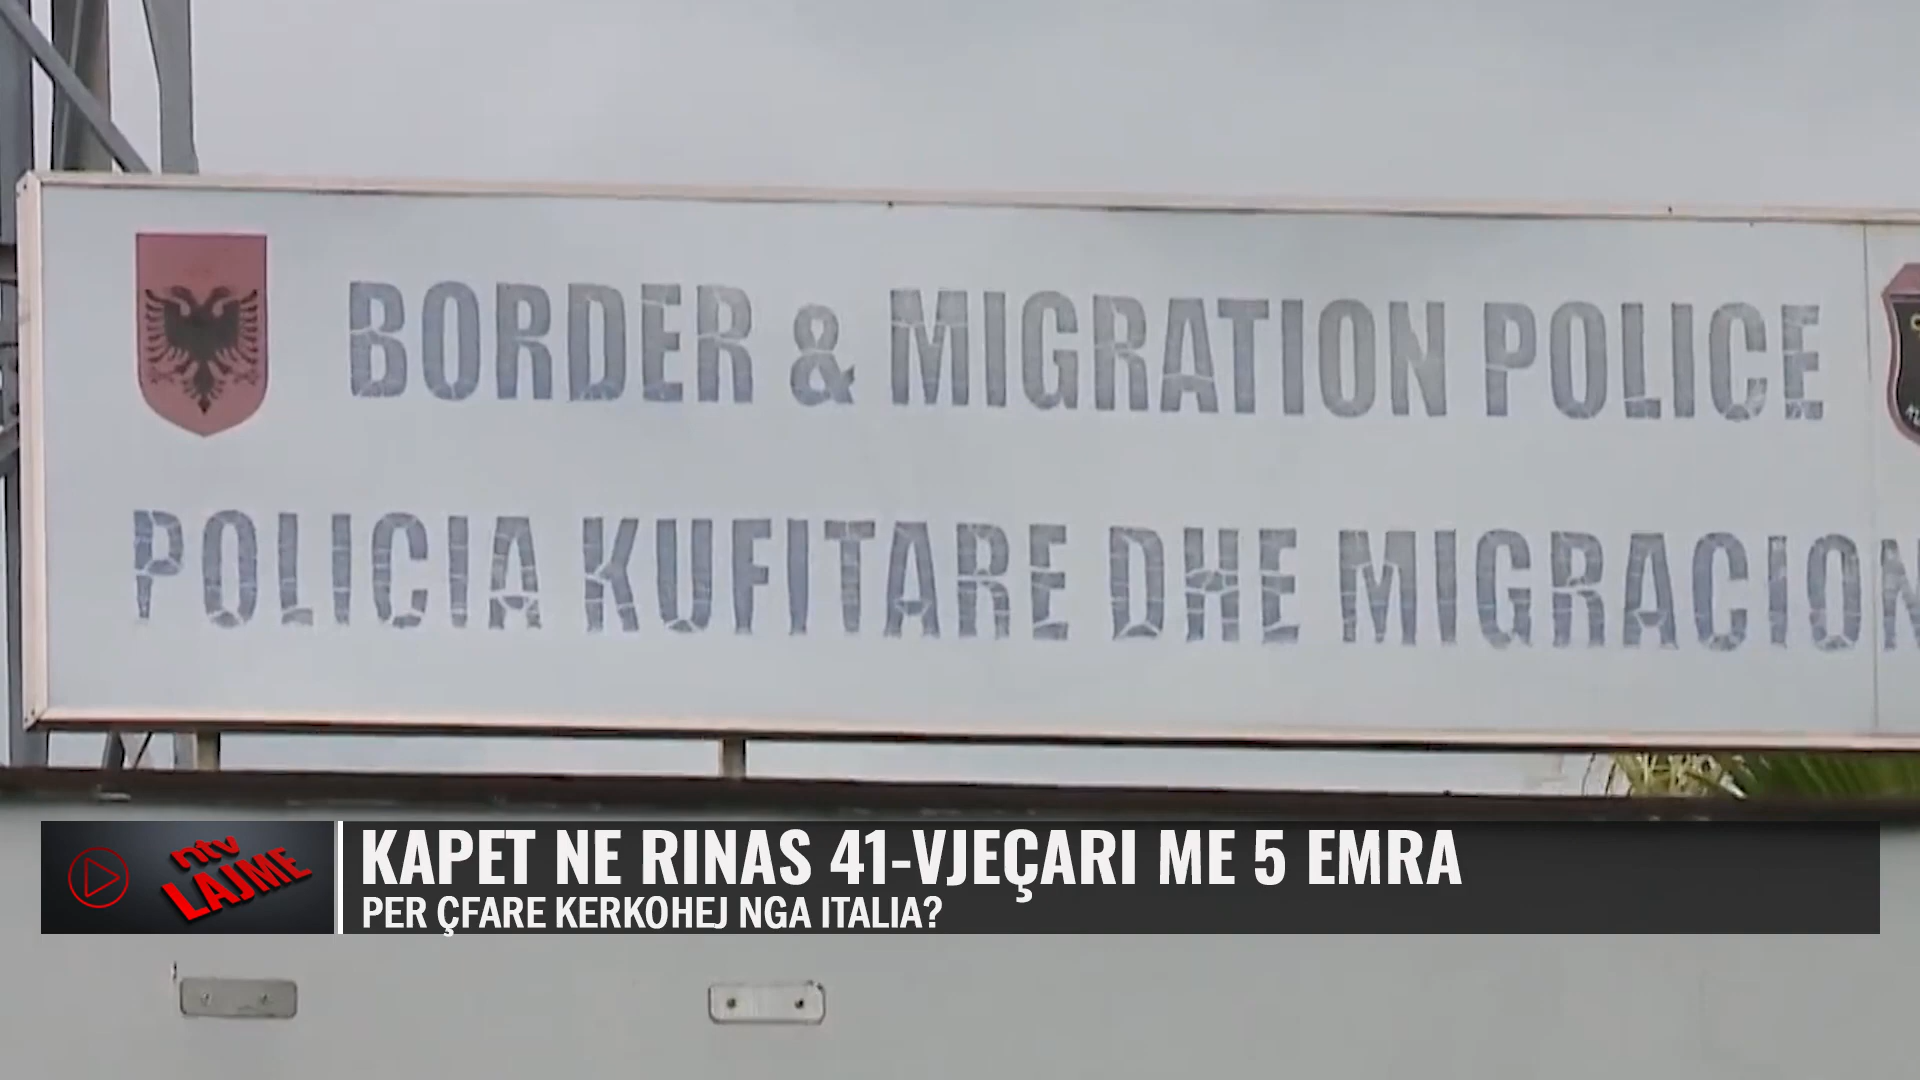 BORDER & MIGRATION POLICE
POLICIA KUFITARE DHE MIGRACION
ntv
LAJME
KAPET NE RINAS 41-VJEÇARI ME 5 EMRA
PER ÇFARE KERKOHEJ NGA ITALIA?